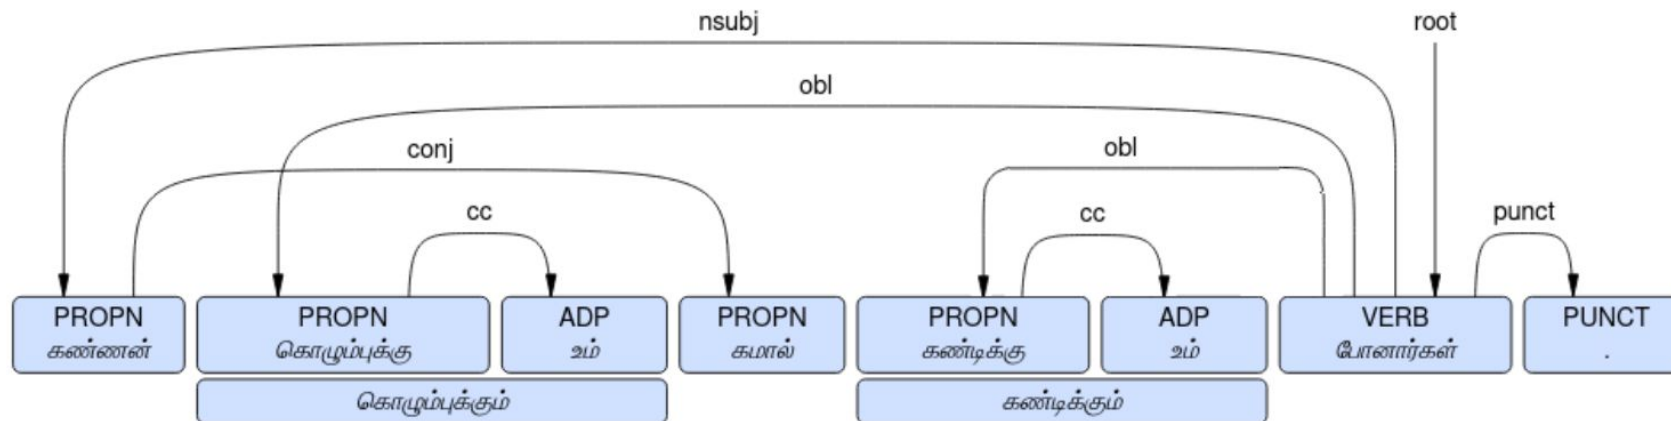 nsubj root
obl
conj obl
cc cc punct
PROPN PROPN ADP PROPN PROPN ADP VERB PUNCT
கண்ணன் கொழும்புக்கு உம் கமால் கண்டிக்கு உம் போனார்கள் .
கொழும்புக்கும் கண்டிக்கும்